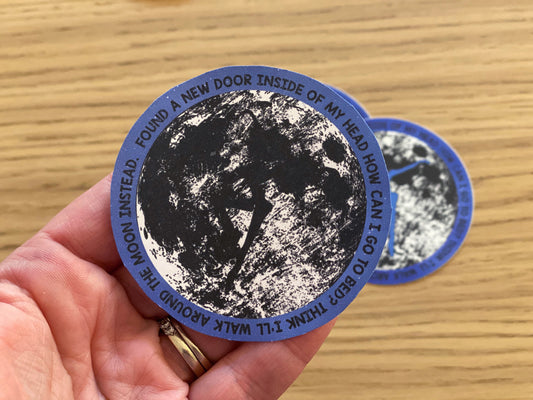 FOUND A NEW DOOR INSIDE OF MY HEAD HOW CAN I GO TO BED? THINK I'LL WALK AROUND THE MOON INSTEAD.